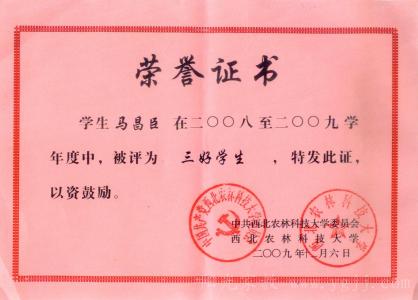 荣誉证书
学生 马昌臣 在二〇〇八至二〇〇九学
年度中，被评为 三好学生 ，特发此证，
以资鼓励。
中共西北农林科技大学委员会
西北农林科技大学
二〇〇九年十二月六日